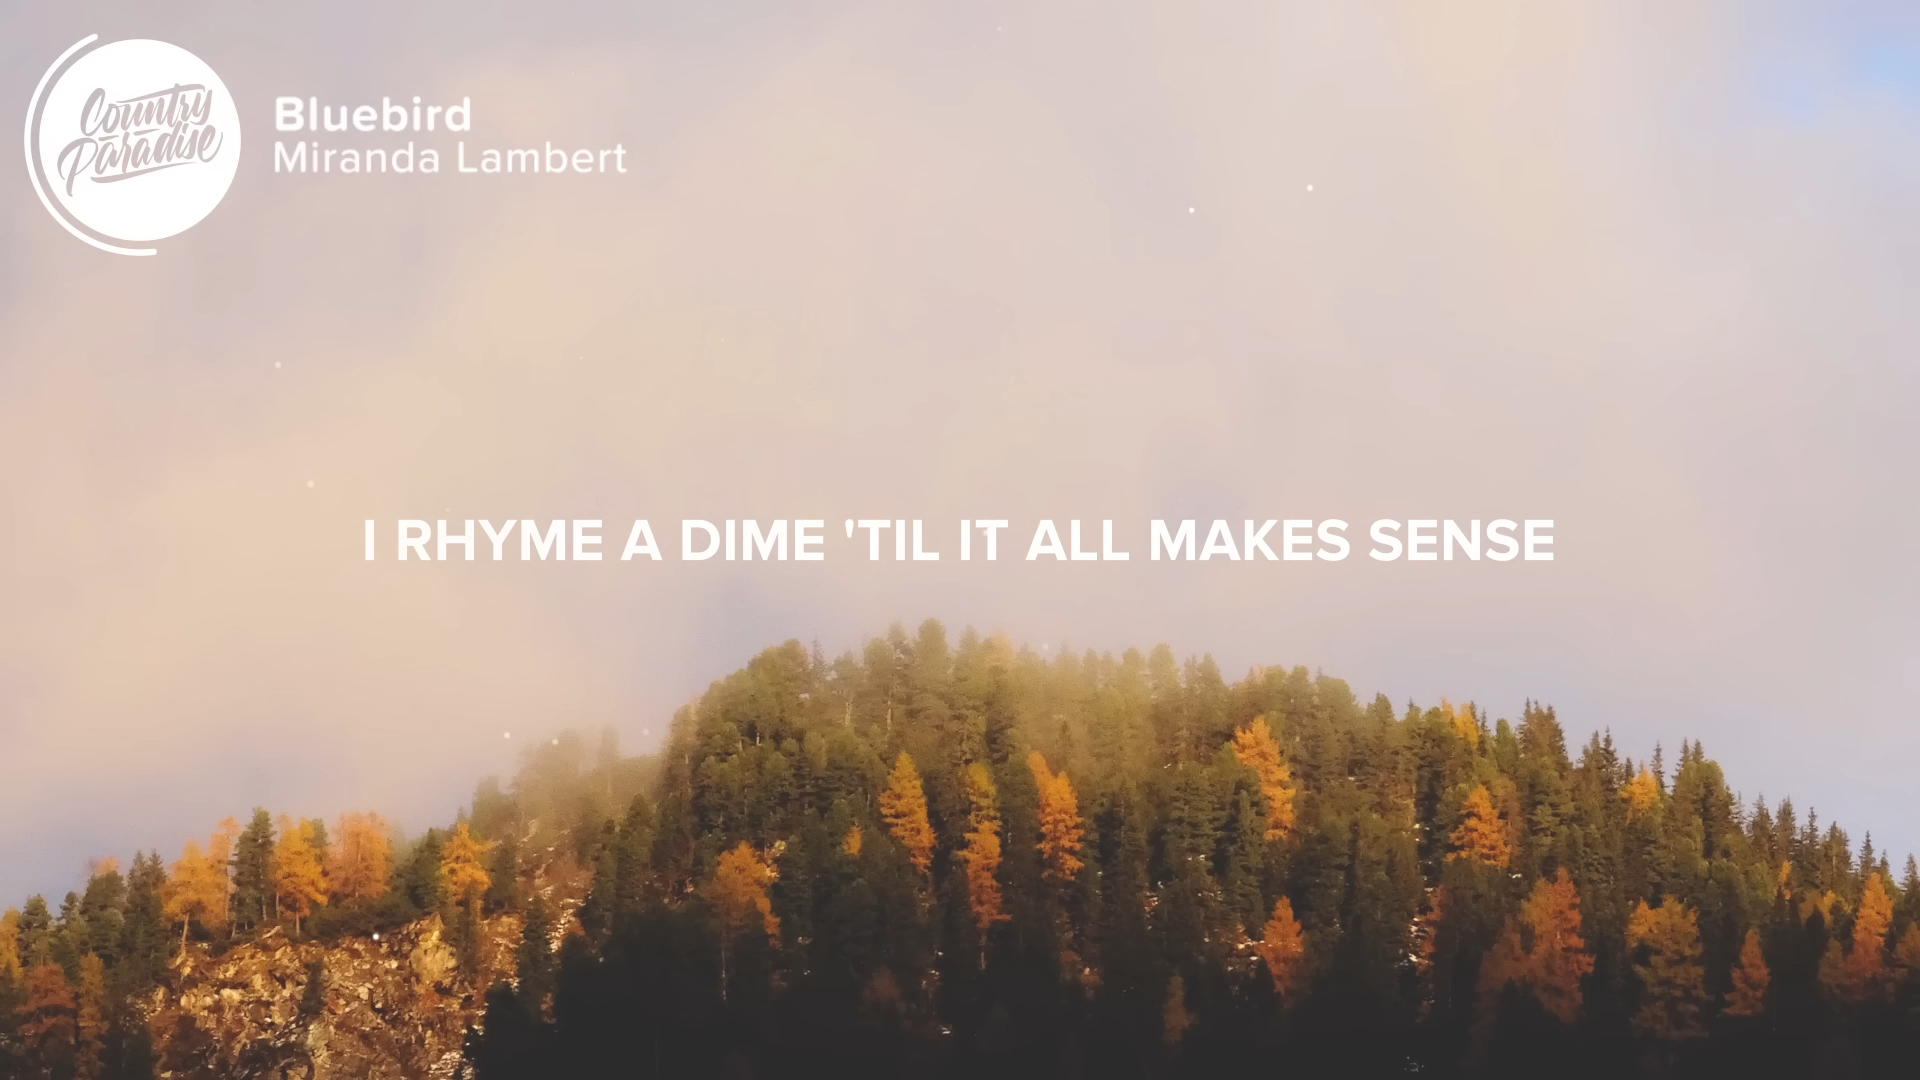 Country
Paradise
Bluebird
Miranda Lambert
I RHYME A DIME 'TIL IT ALL MAKES SENSE